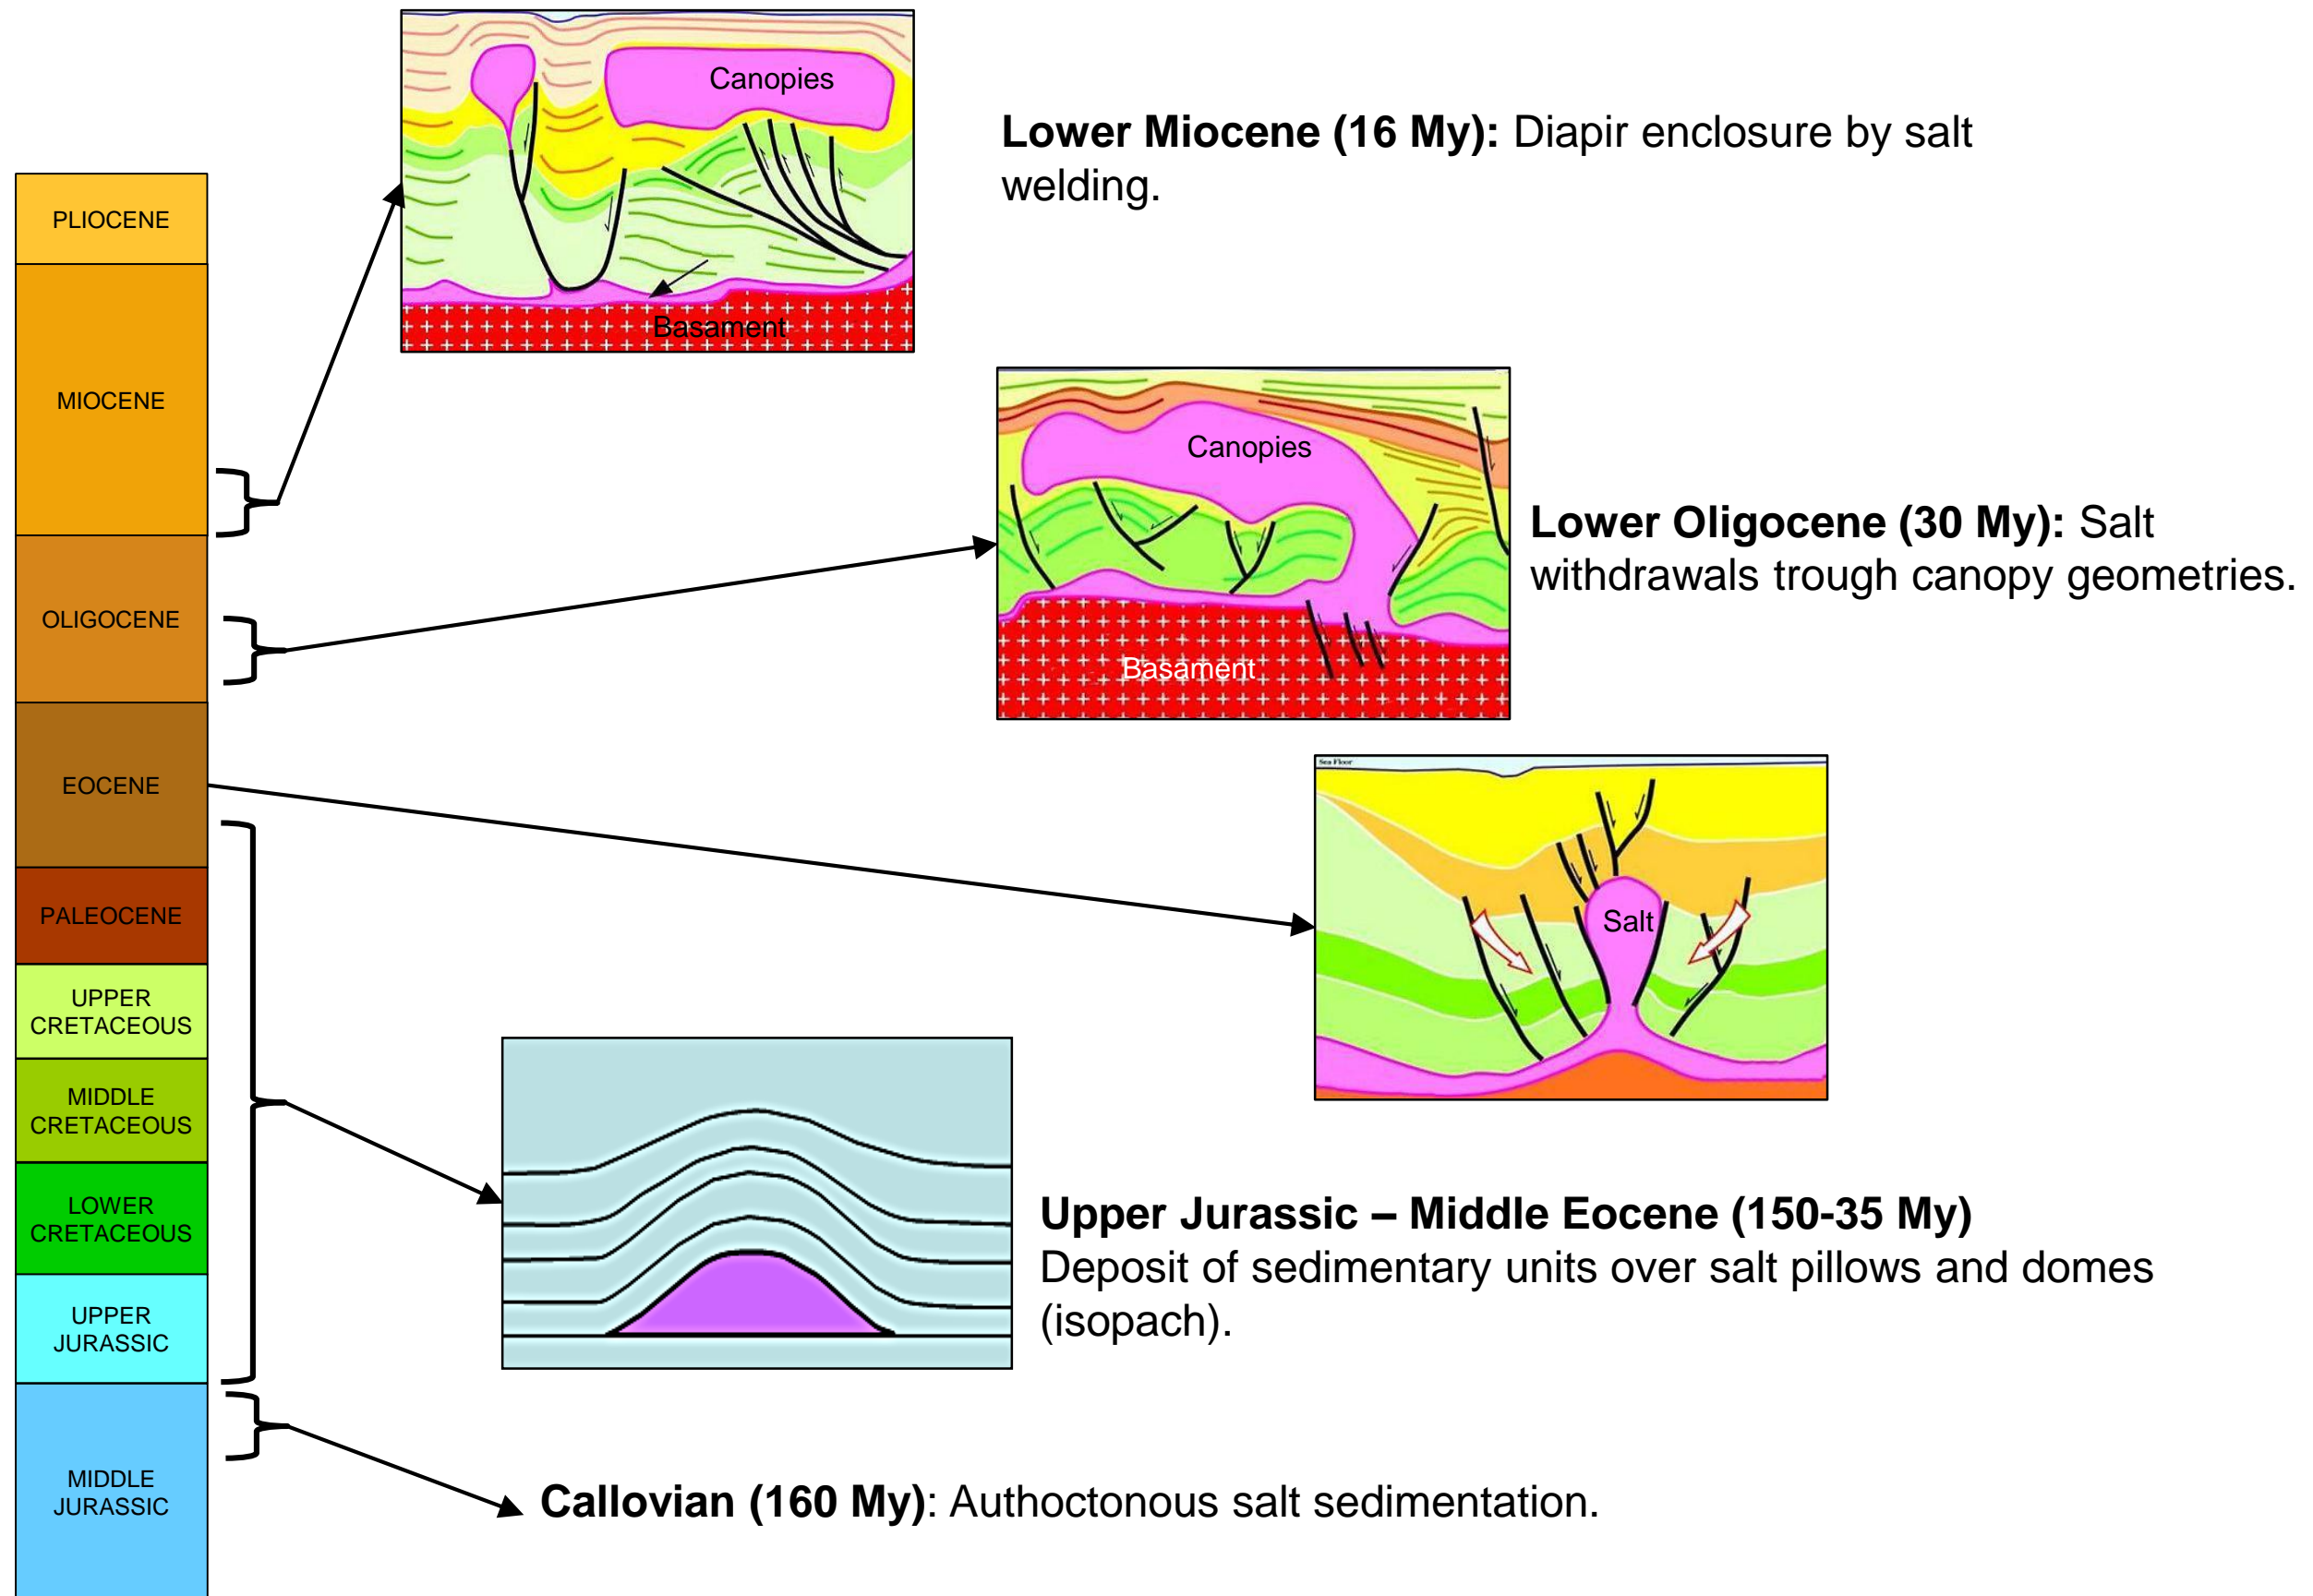 PLIOCENE
MIOCENE
OLIGOCENE
EOCENE
PALEOCENE
UPPER
CRETACEOUS
MIDDLE
CRETACEOUS
LOWER
CRETACEOUS
UPPER
JURASSIC
MIDDLE
JURASSIC
Canopies
Basament
Lower Miocene (16 My): Diapir enclosure by salt
welding.
Canopies
Basament
Lower Oligocene (30 My): Salt
withdrawals trough canopy geometries.
Sea Floor
Salt
Upper Jurassic – Middle Eocene (150-35 My)
Deposit of sedimentary units over salt pillows and domes
(isopach).
Callovian (160 My): Authoctonous salt sedimentation.